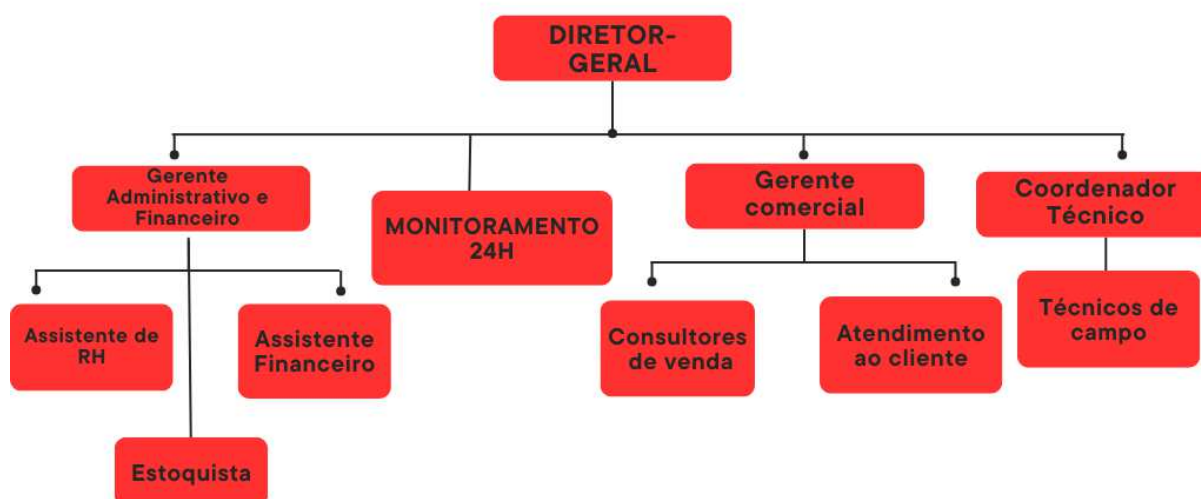 DIRETOR-
GERAL
Gerente
Administrativo e
Financeiro
MONITORAMENTO
24H
Gerente
comercial
Coordenador
Técnico
Assistente de
RH
Assistente
Financeiro
Consultores
de venda
Atendimento
ao cliente
Técnicos de
campo
Estoquista